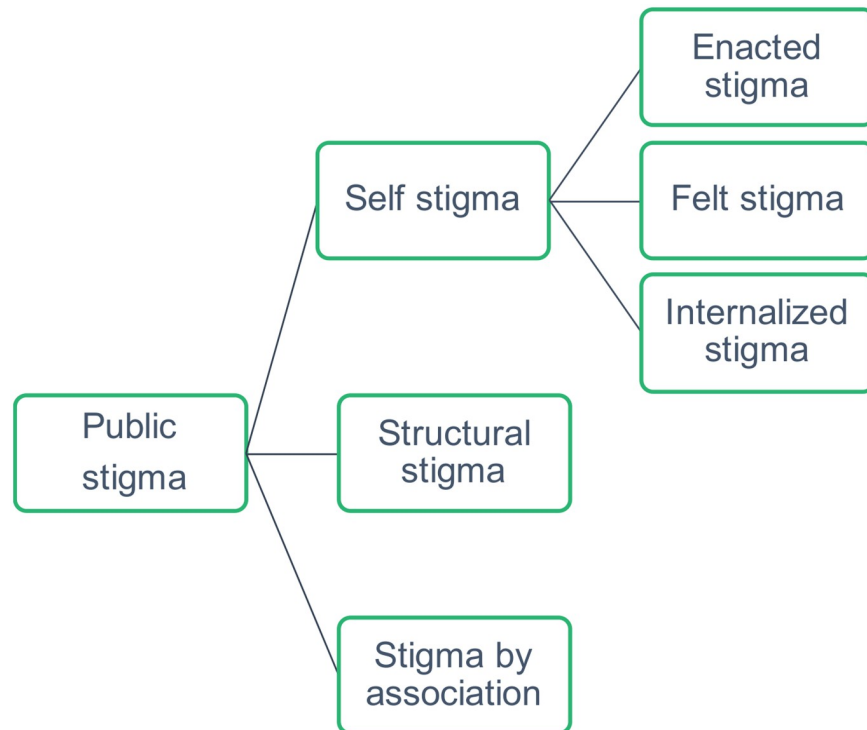 Enacted
stigma
Self stigma
Felt stigma
Internalized
stigma
Public
stigma
Structural
stigma
Stigma by
association